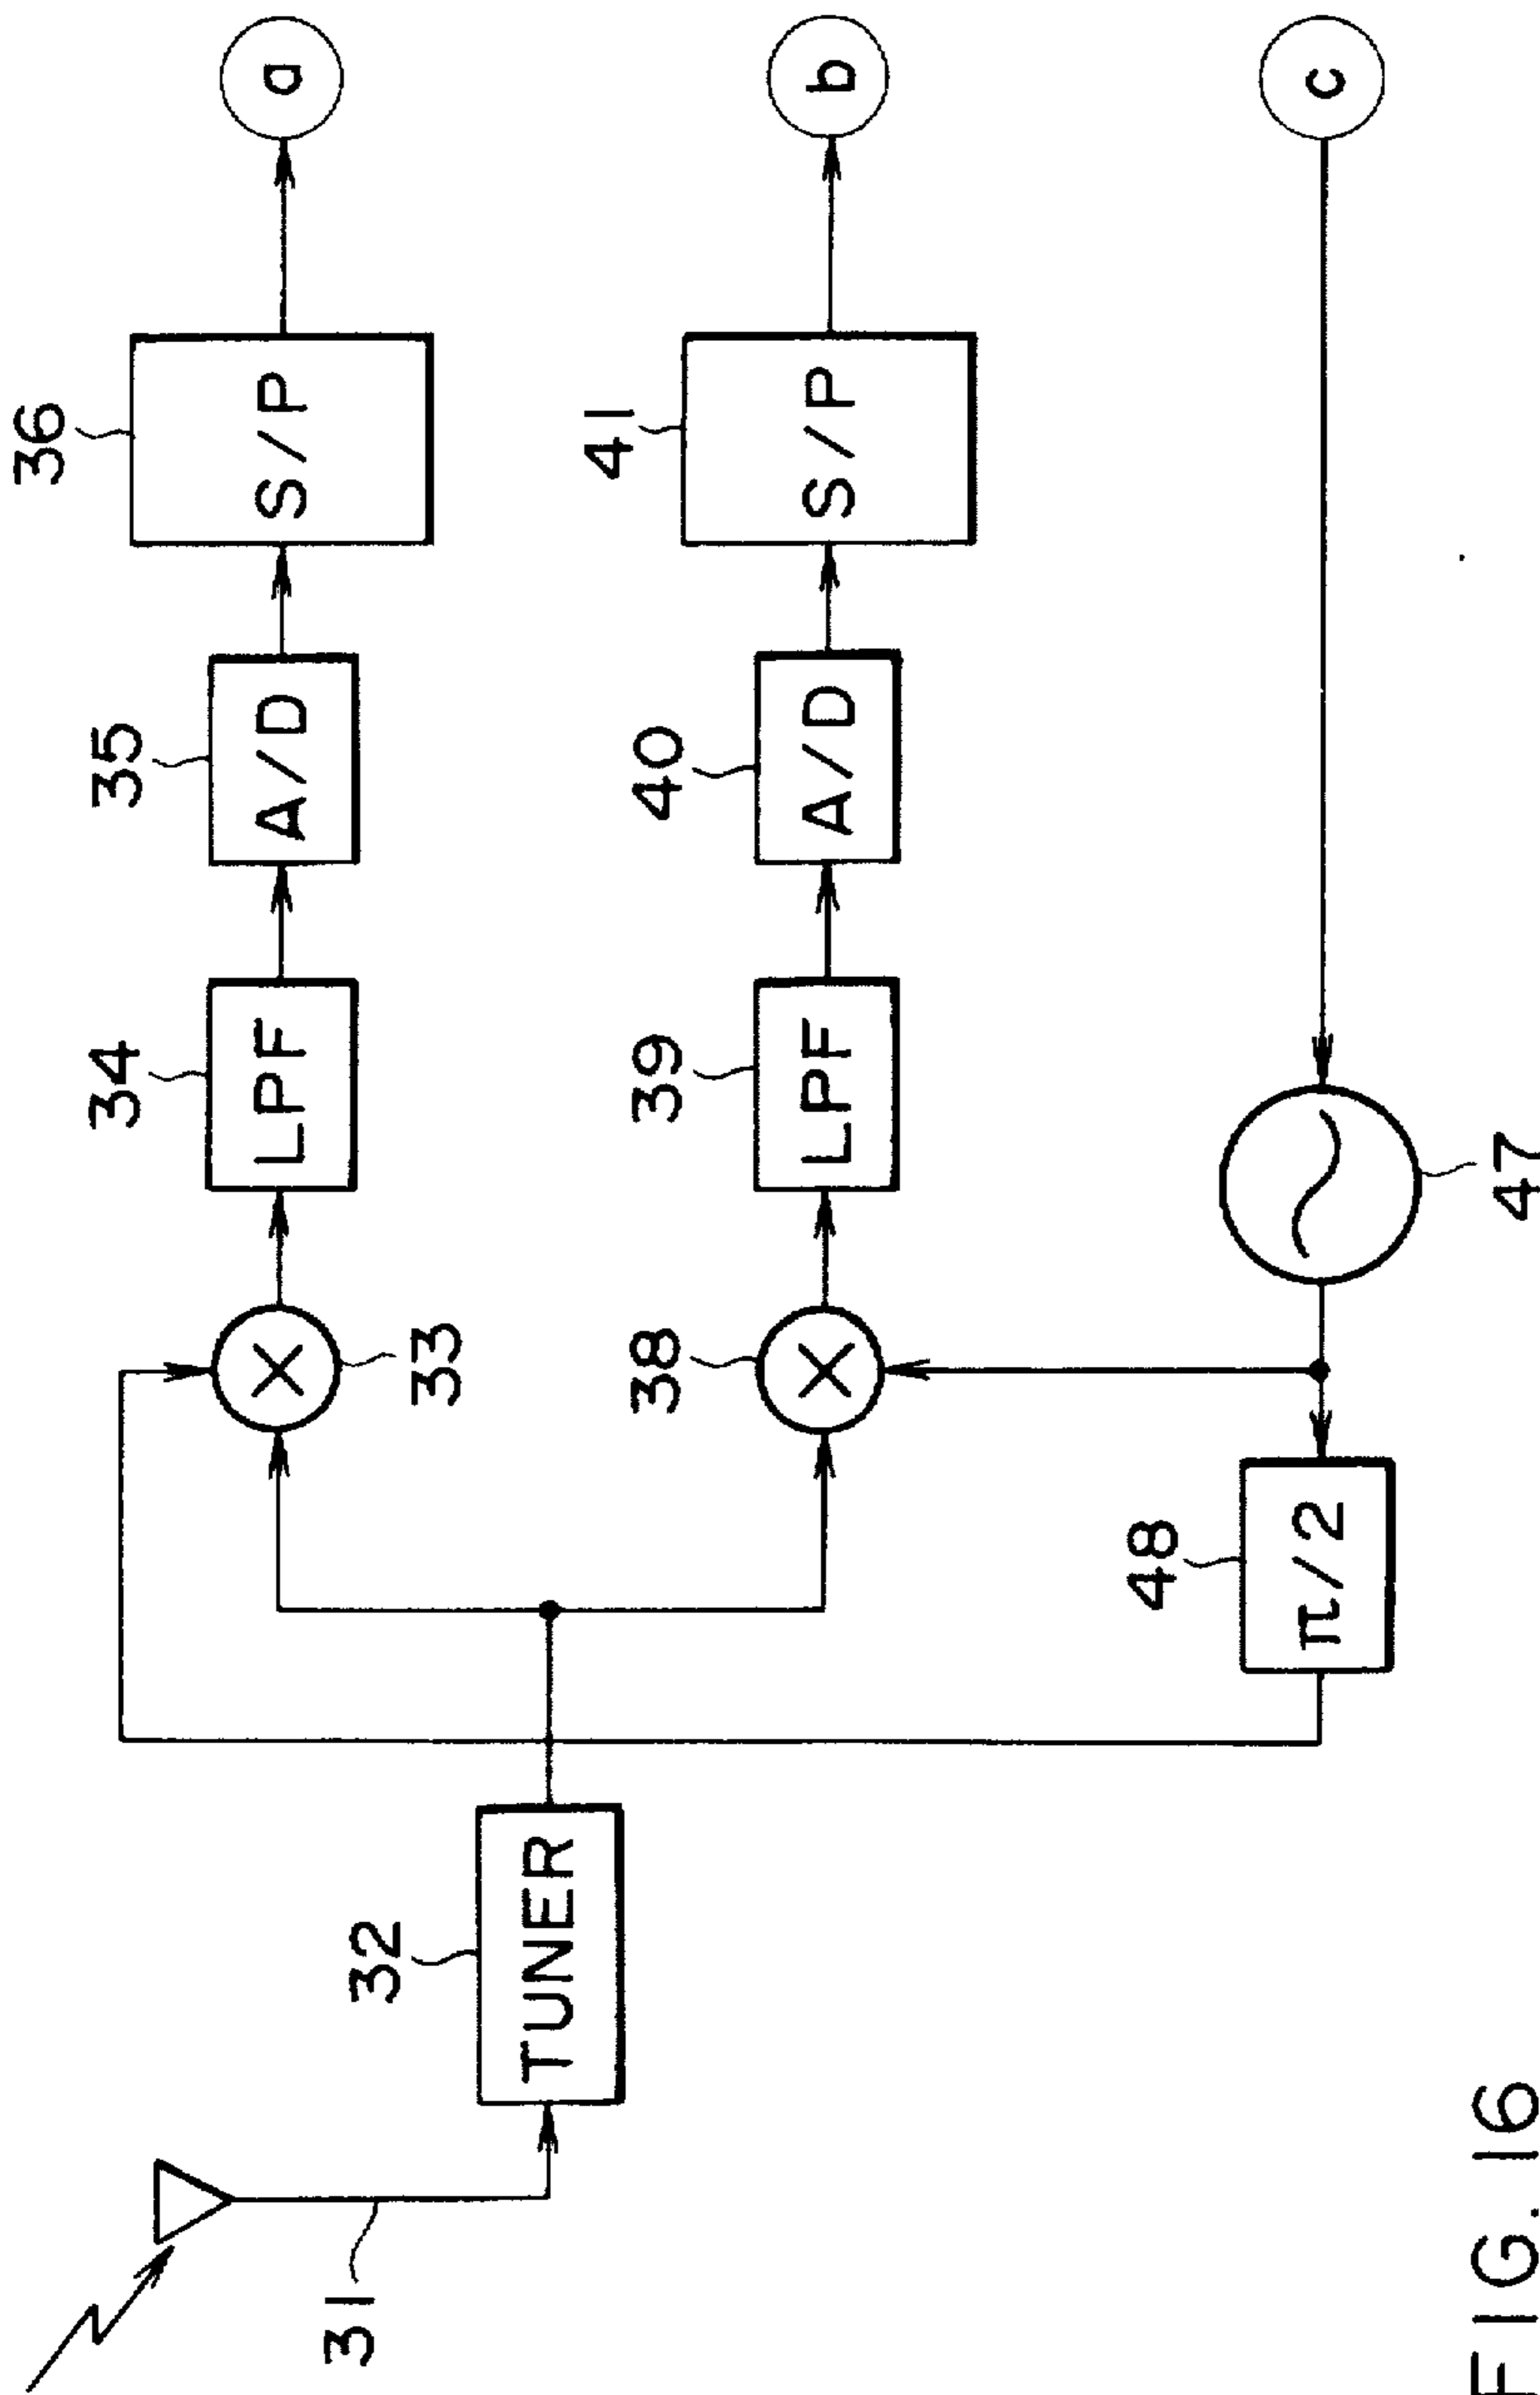 36
S/P
a
35
A/D
34
LPF
33
X
41
S/P
b
40
A/D
39
LPF
38
X
32
TUNER
31
48
π/2
47
c
FIG. 16